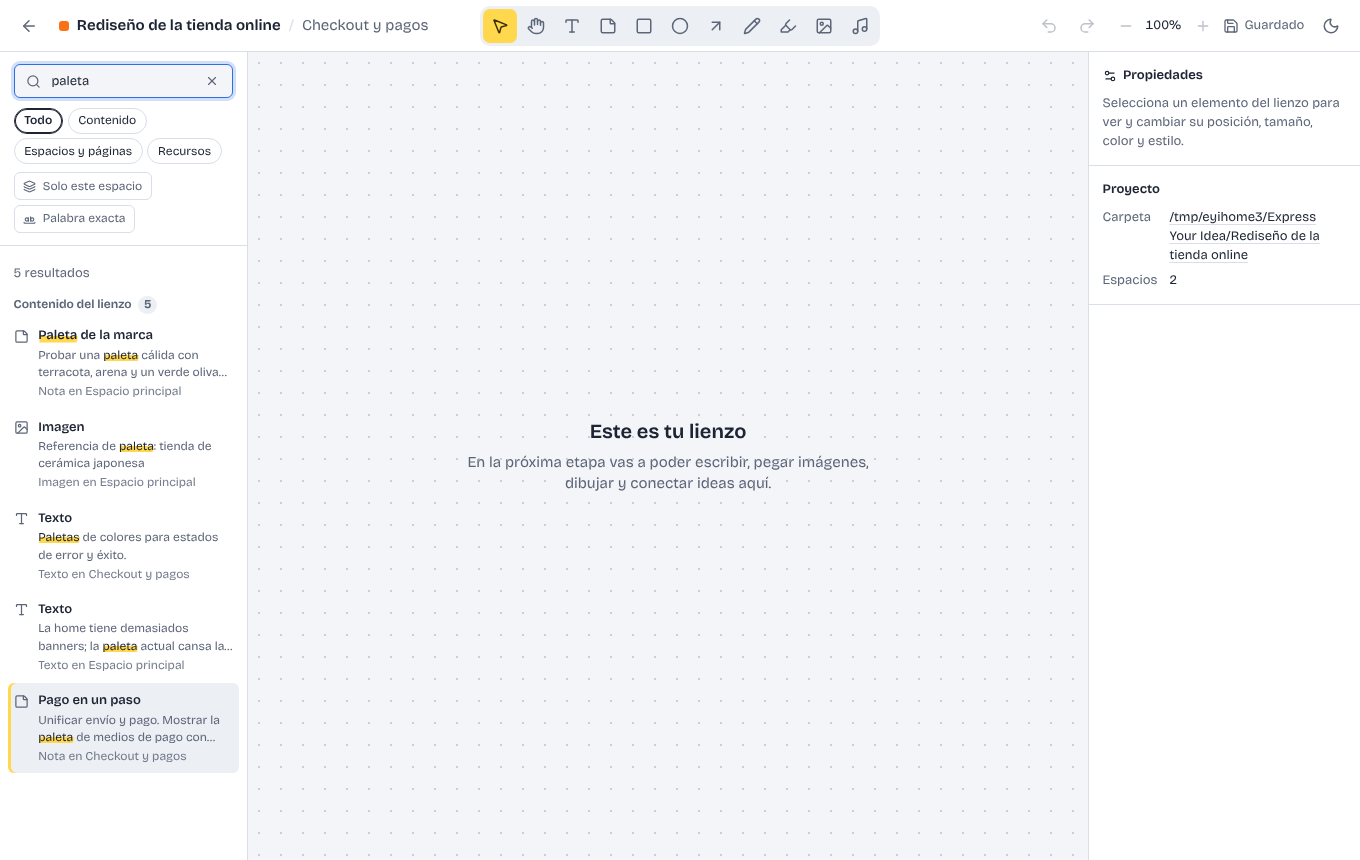 Rediseño de la tienda online / Checkout y pagos
100%
Guardado
paleta
Todo
Contenido
Espacios y páginas
Recursos
Solo este espacio
ab Palabra exacta
5 resultados
Contenido del lienzo 5
Paleta de la marca
Probar una paleta cálida con
terracota, arena y un verde oliva…
Nota en Espacio principal
Imagen
Referencia de paleta: tienda de
cerámica japonesa
Imagen en Espacio principal
Texto
Paletas de colores para estados
de error y éxito.
Texto en Checkout y pagos
Texto
La home tiene demasiados
banners; la paleta actual cansa la…
Texto en Espacio principal
Pago en un paso
Unificar envío y pago. Mostrar la
paleta de medios de pago con…
Nota en Checkout y pagos
Este es tu lienzo
En la próxima etapa vas a poder escribir, pegar imágenes,
dibujar y conectar ideas aquí.
Propiedades
Selecciona un elemento del lienzo para
ver y cambiar su posición, tamaño,
color y estilo.
Proyecto
Carpeta /tmp/eyihome3/Express
Your Idea/Rediseño de la
tienda online
Espacios 2